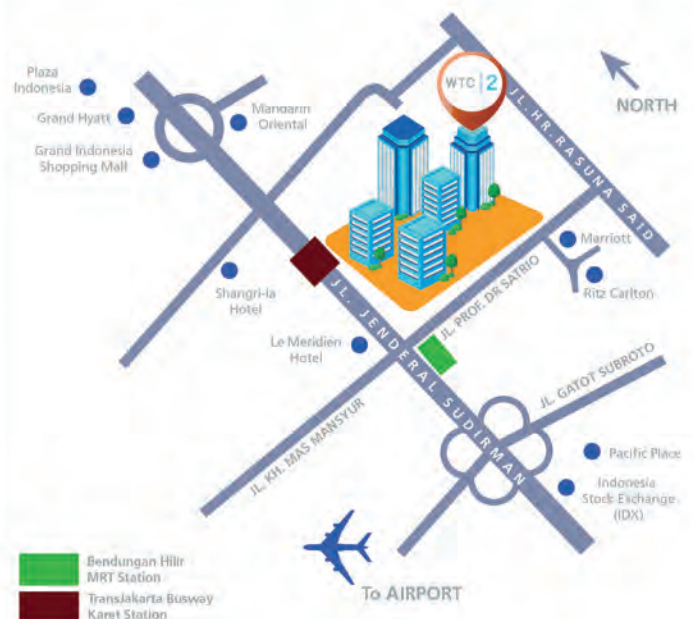 Plaza
Indonesia
Grand Hyatt
Grand Indonesia
Shopping Mall
Mandarin
Oriental
WTC 2
NORTH
JL.HR.RASUNA SAID
Marriott
Ritz Carlton
Shangri-la
Hotel
JL. PROF. DR SATRIO
Le Meridien
Hotel
JL. JENDERAL SUDIRMAN
JL. KH. MAS MANSYUR
JL. GATOT SUBROTO
Pacific Place
Indonesia
Stock Exchange
(IDX)
Bendungan Hilir
MRT Station
TransJakarta Busway
Karet Station
To AIRPORT